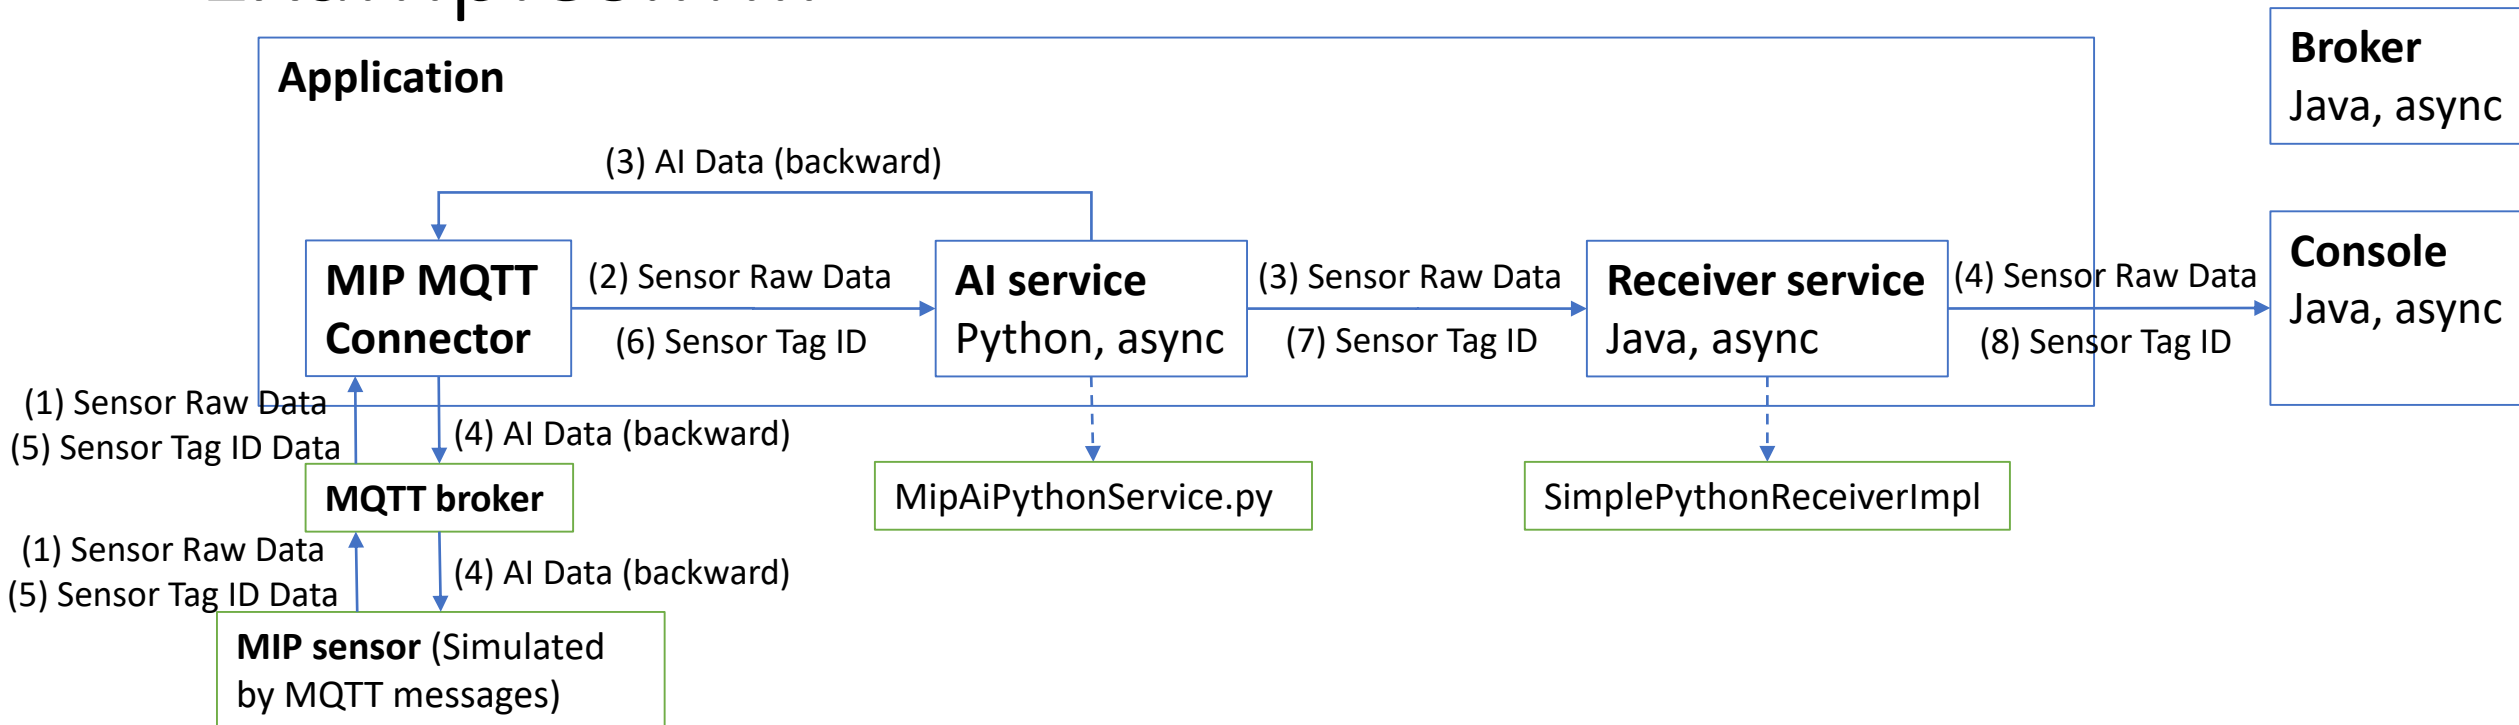 Application
Broker
Java, async
(3) AI Data (backward)
MIP MQTT
Connector
(2) Sensor Raw Data
(6) Sensor Tag ID
AI service
Python, async
(3) Sensor Raw Data
(7) Sensor Tag ID
Receiver service
Java, async
(4) Sensor Raw Data
(8) Sensor Tag ID
Console
Java, async
(1) Sensor Raw Data
(5) Sensor Tag ID Data
(4) AI Data (backward)
MQTT broker
MipAiPythonService.py
SimplePythonReceiverImpl
(1) Sensor Raw Data
(5) Sensor Tag ID Data
(4) AI Data (backward)
MIP sensor (Simulated
by MQTT messages)